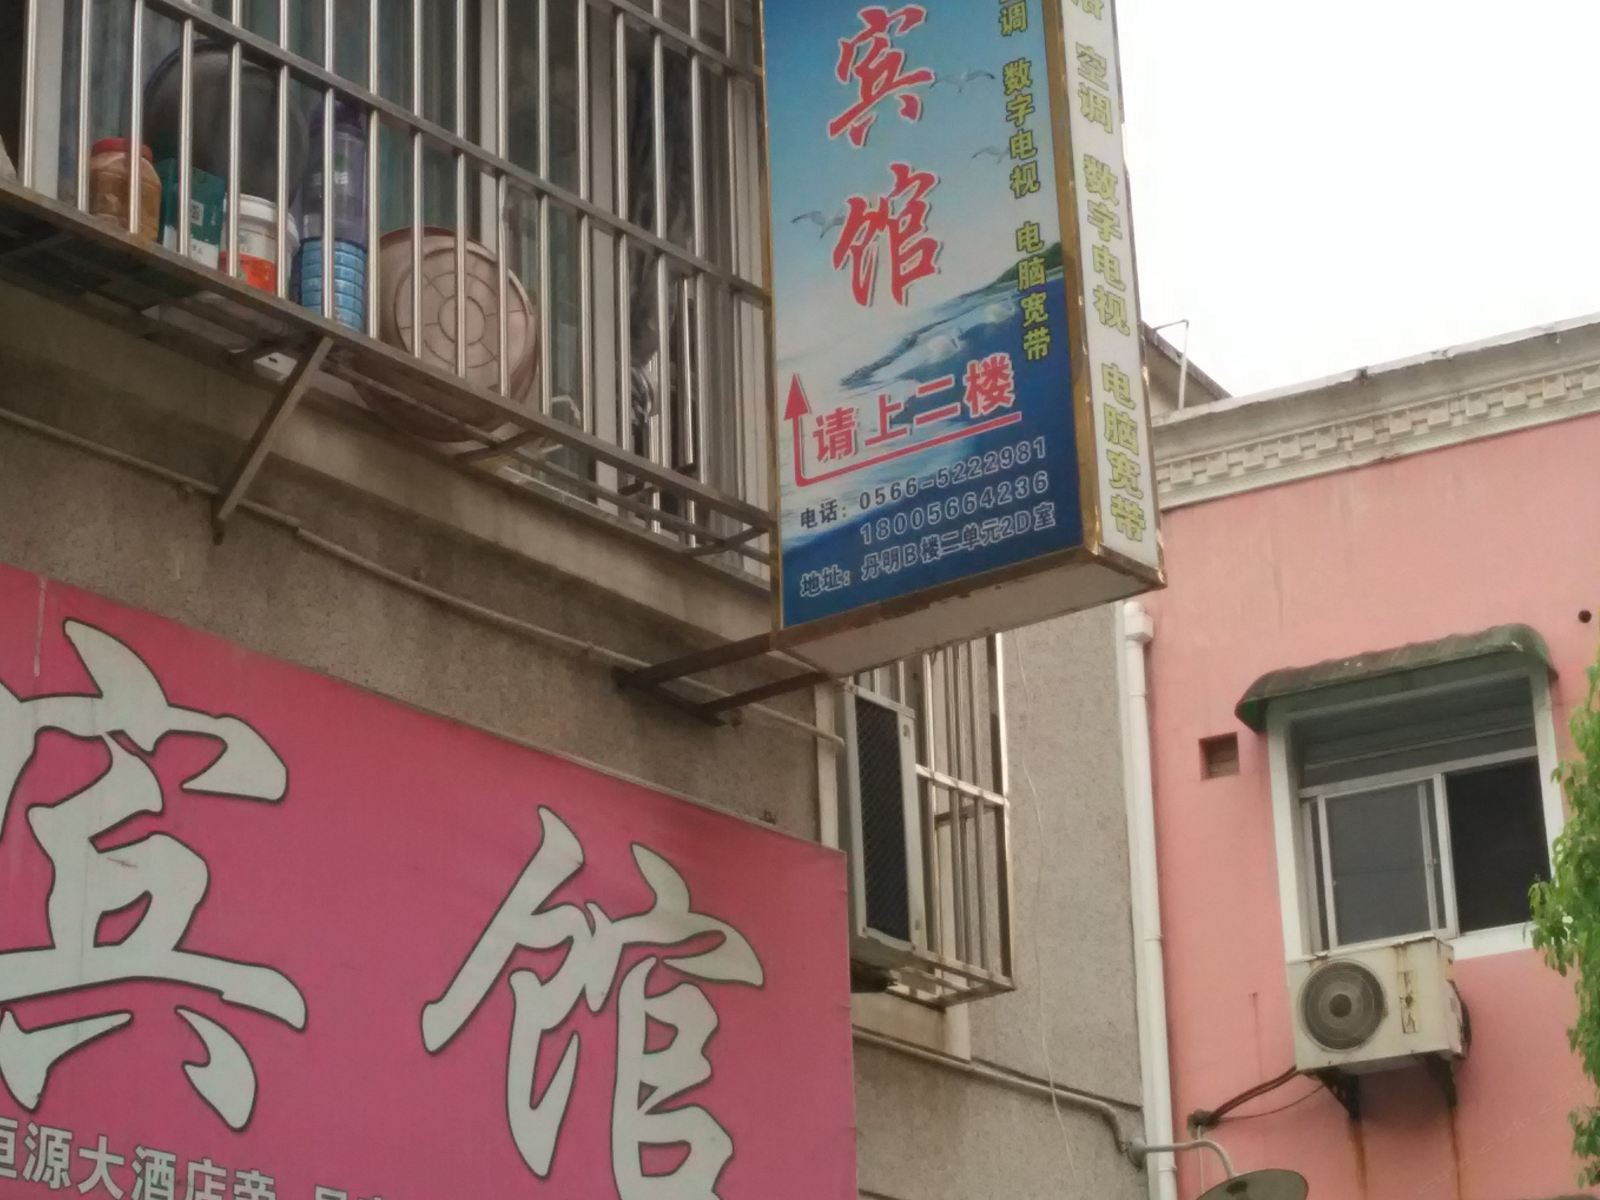 宾馆
调 数字电视 电脑宽带
空调 数字电视 电脑宽带
请上二楼
电话：0566-5222981
18005664236
地址：丹明B楼二单元2D室
宾馆
源大酒店旁